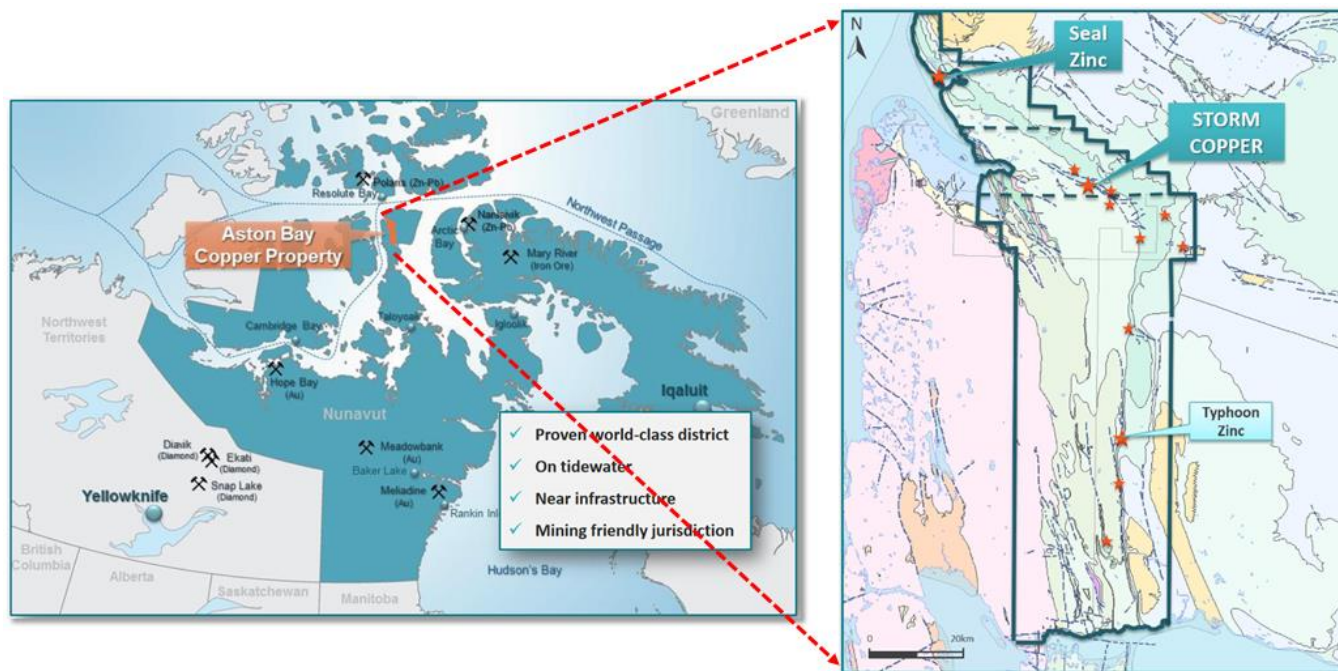 Greenland
Polaris (Zn-Pb)
Resolute Bay
Northwest Passage
Aston Bay
Copper Property
Arctic
Bay
Nanisivik
(Zn-Pb)
Mary River
(Iron Ore)
Northwest
Territories
Cambridge Bay
Taloyoak
Igloolik
Hope Bay
(Au)
Nunavut
Iqaluit
Diavik
(Diamond)
Ekati
(Diamond)
Snap Lake
(Diamond)
Yellowknife
Meadowbank
(Au)
Baker Lake
Meliadine
(Au)
Rankin Inl
✓ Proven world-class district
✓ On tidewater
✓ Near infrastructure
✓ Mining friendly jurisdiction
British
Columbia
Alberta
Saskatchewan
Manitoba
Hudson's Bay
N
Seal
Zinc
STORM
COPPER
Typhoon
Zinc
0 20km